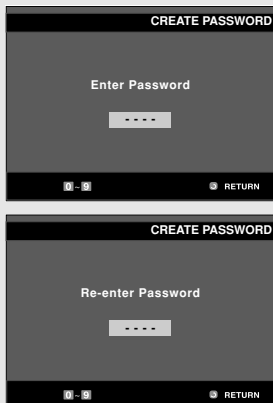 CREATE PASSWORD
Enter Password
- - - -
0 ~ 9 RETURN
CREATE PASSWORD
Re-enter Password
- - - -
0 ~ 9 RETURN